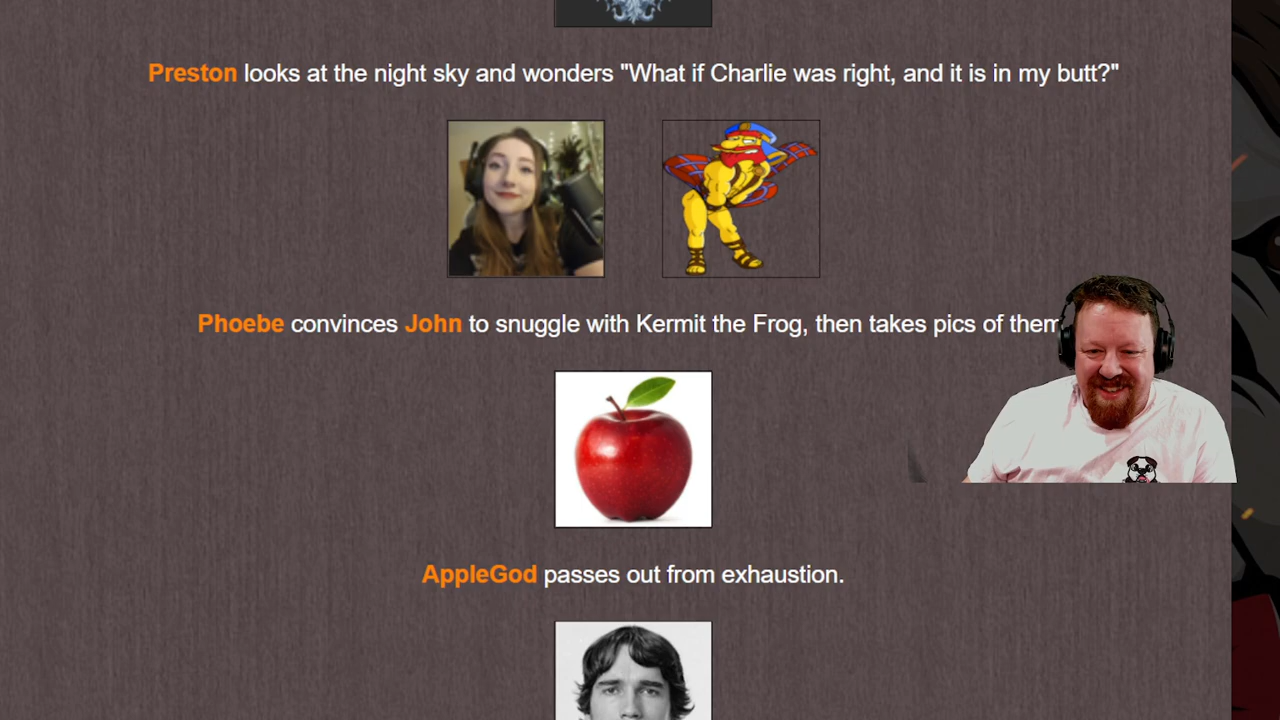 Preston looks at the night sky and wonders "What if Charlie was right, and it is in my butt?"
Phoebe convinces John to snuggle with Kermit the Frog, then takes pics of them
AppleGod passes out from exhaustion.